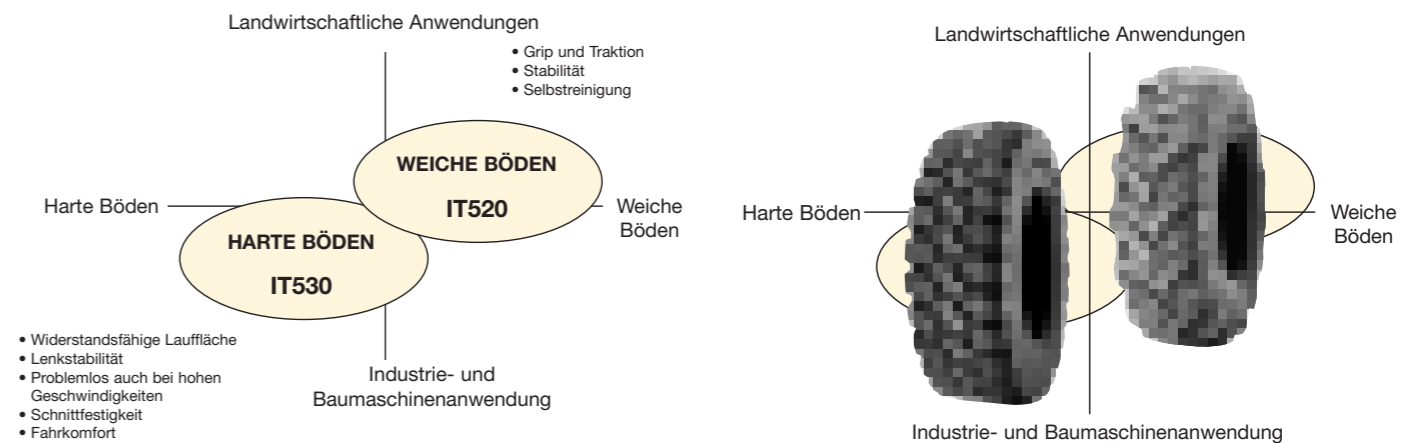 Landwirtschaftliche Anwendungen
• Grip und Traktion
• Stabilität
• Selbstreinigung
WEICHE BÖDEN
IT520
Harte Böden
Weiche
Böden
HARTE BÖDEN
IT530
• Widerstandsfähige Lauffläche
• Lenkstabilität
• Problemlos auch bei hohen
Geschwindigkeiten
• Schnittfestigkeit
• Fahrkomfort
Industrie- und
Baumaschinenanwendung
Landwirtschaftliche Anwendungen
Harte Böden
Weiche
Böden
Industrie- und Baumaschinenanwendung